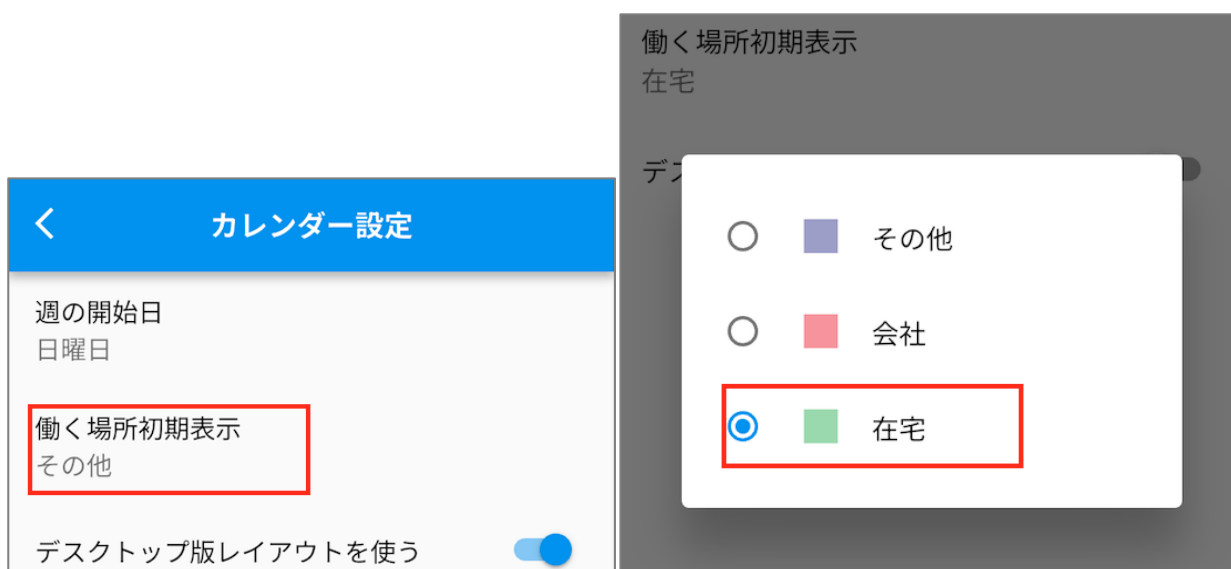 カレンダー設定
週の開始日
日曜日
働く場所初期表示
その他
デスクトップ版レイアウトを使う
働く場所初期表示
在宅
デス
その他
会社
在宅